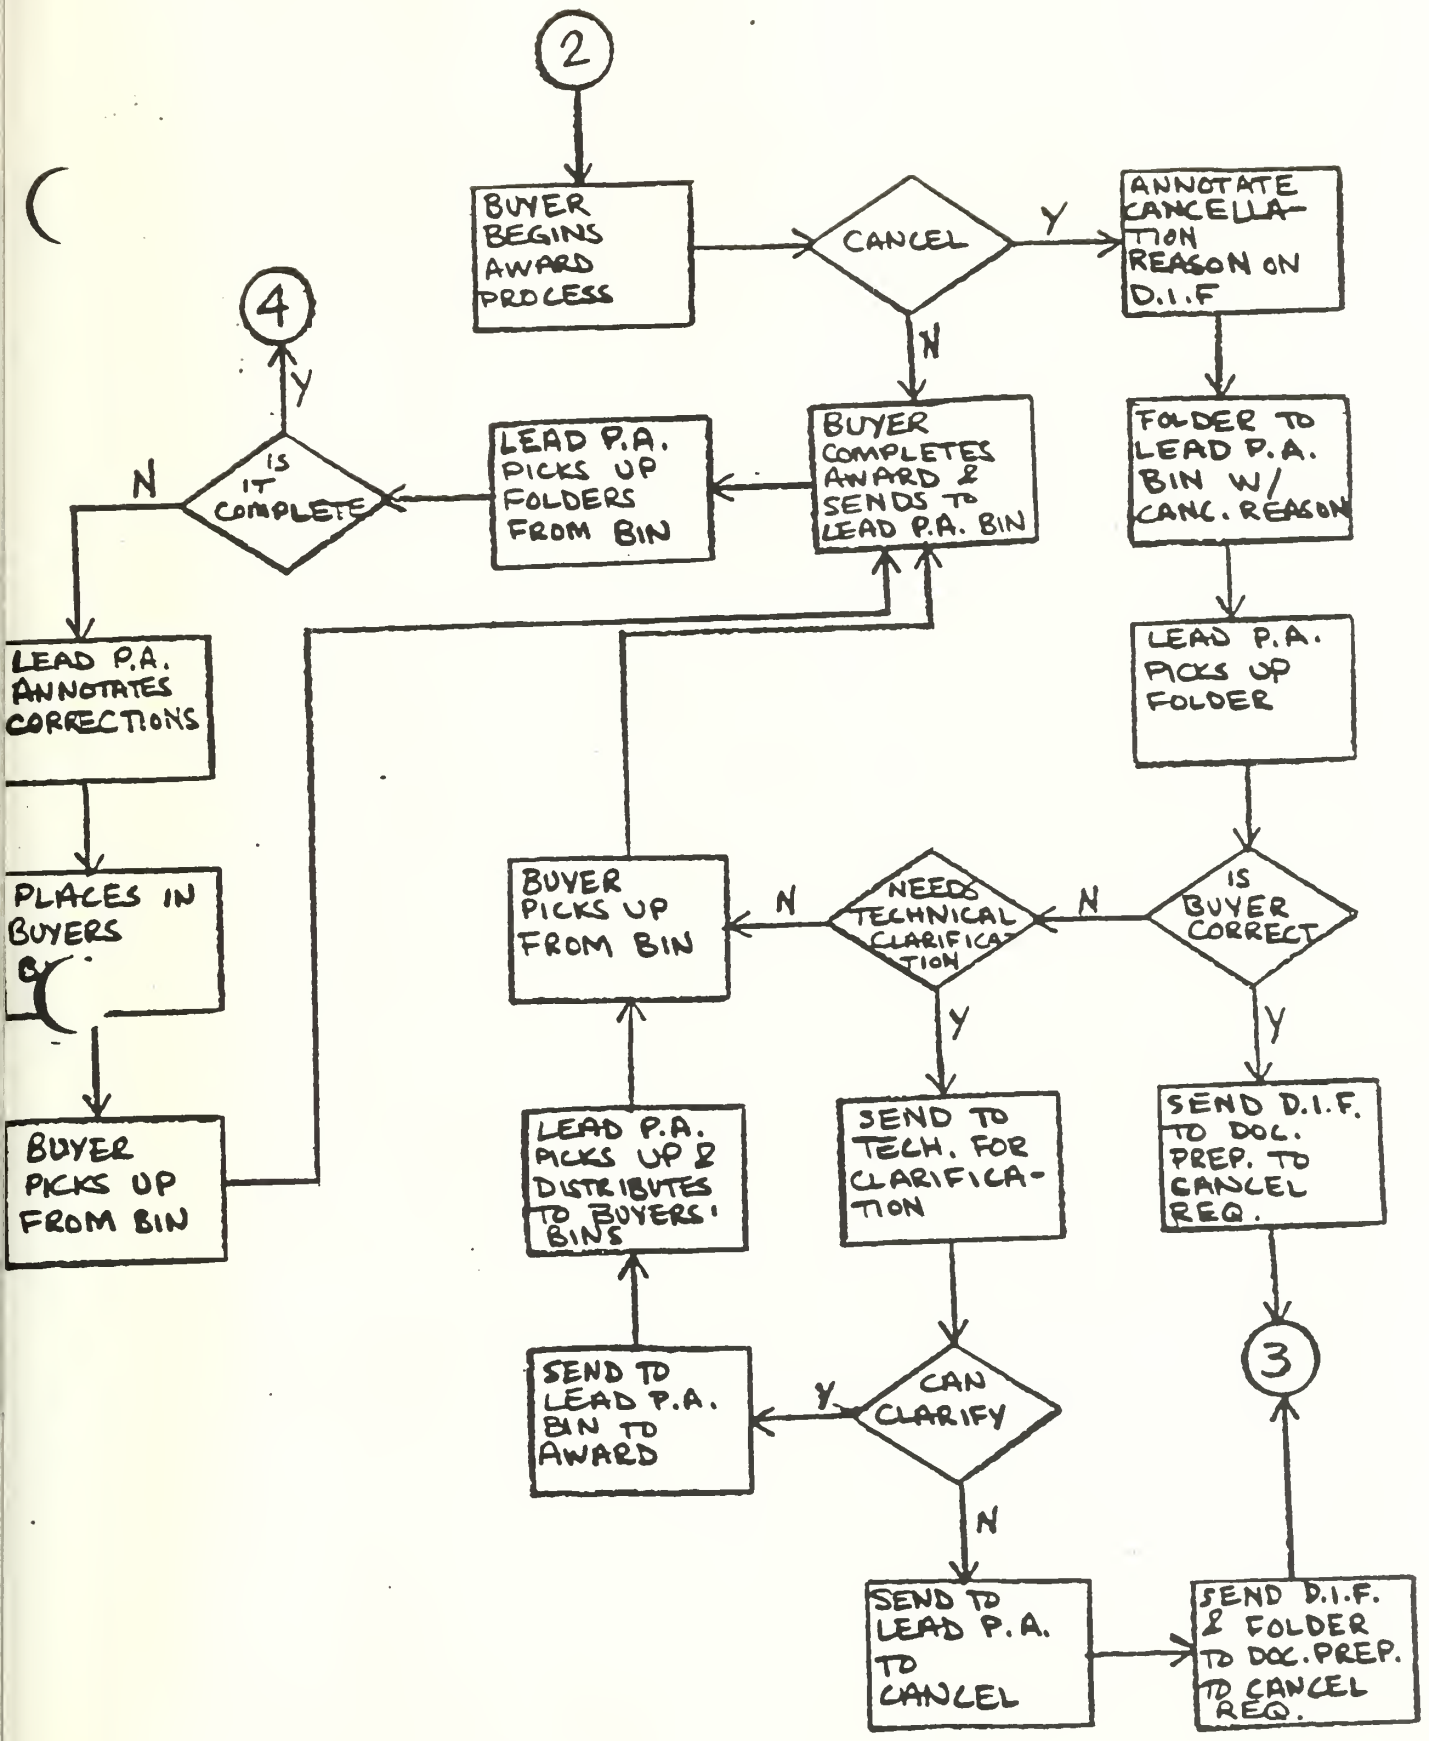 2
BUYER
BEGINS
AWARD
PROCESS
CANCEL
Y
N
ANNOTATE
CANCELLA-
TION
REASON ON
D.I.F
4
Y
IS
IT
COMPLETE
N
LEAD P.A.
PICKS UP
FOLDERS
FROM BIN
BUYER
COMPLETES
AWARD &
SENDS TO
LEAD P.A. BIN
FOLDER TO
LEAD P.A.
BIN W/
CANC. REASON
LEAD P.A.
ANNOTATES
CORRECTIONS
LEAD P.A.
PICKS UP
FOLDER
PLACES IN
BUYERS
BUYER
PICKS UP
FROM BIN
N
NEEDS
TECHNICAL
CLARIFICA-
TION
N
IS
BUYER
CORRECT
Y
Y
BUYER
PICKS UP
FROM BIN
LEAD P.A.
PICKS UP &
DISTRIBUTES
TO BUYERS'
BINS
SEND TO
TECH. FOR
CLARIFICA-
TION
SEND D.I.F.
TO DOC.
PREP. TO
CANCEL
REQ.
SEND TO
LEAD P.A.
BIN TO
AWARD
Y
CAN
CLARIFY
3
N
SEND TO
LEAD P.A.
TO
CANCEL
SEND D.I.F.
& FOLDER
TO DOC. PREP.
TO CANCEL
REQ.